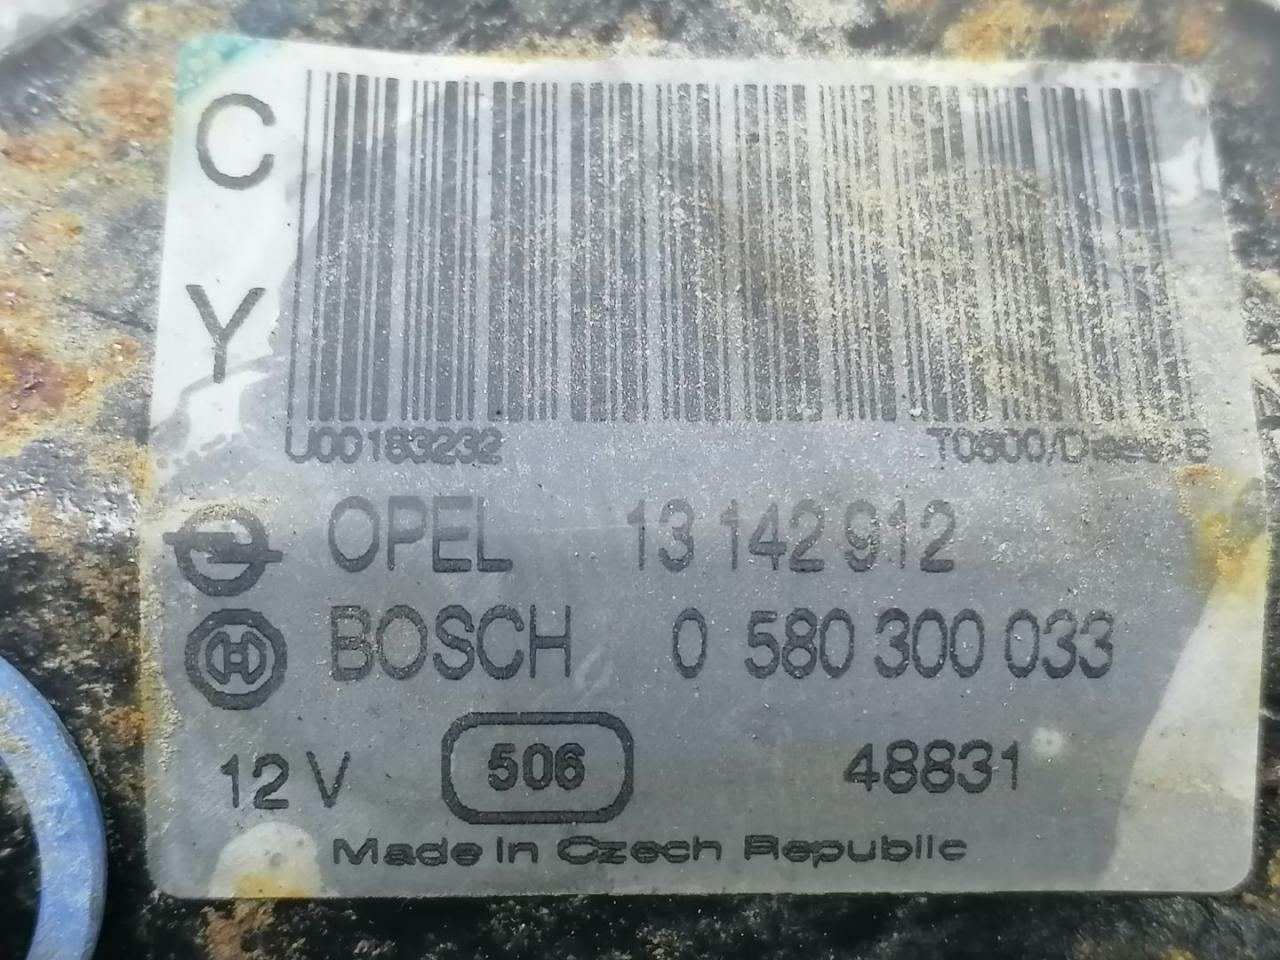 C
Y
U00183232
OPEL 13 142 912
BOSCH 0 580 300 033
12 V 506 48831
Made in Czech Republic